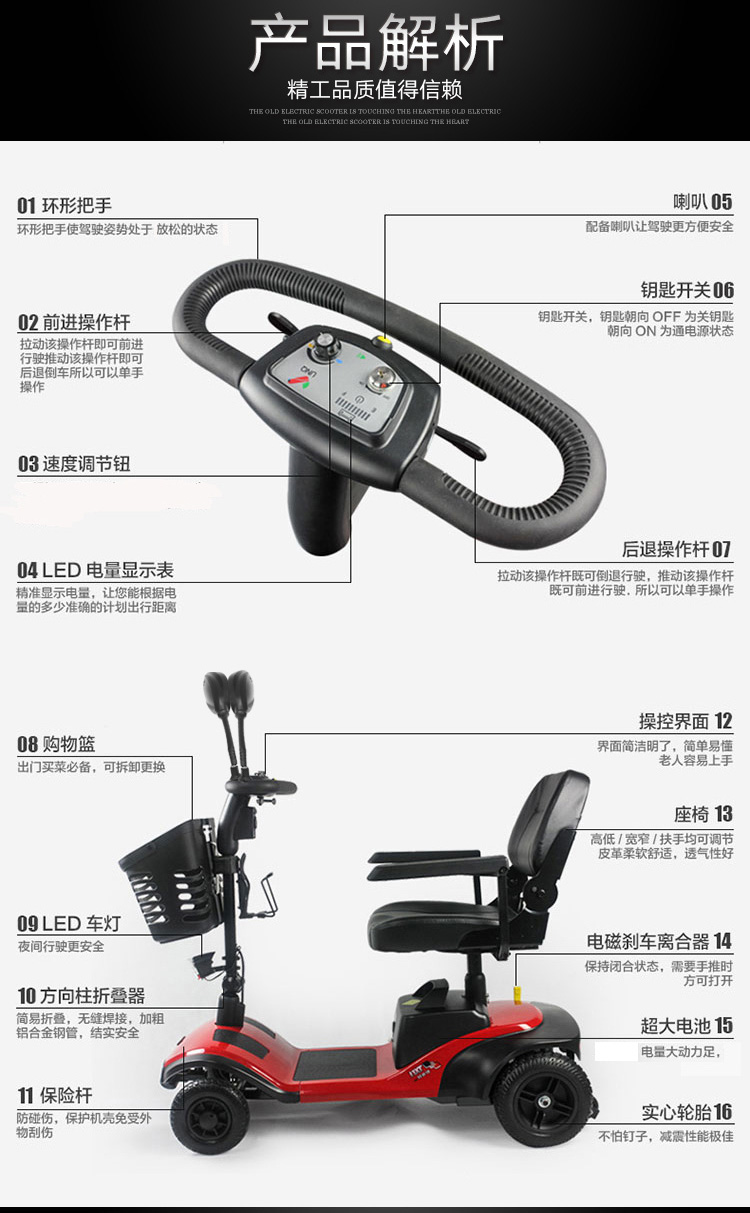 产品解析
精工品质值得信赖
THE OLD ELECTRIC SCOOTER IS TOUCHING THE HEARTTHE OLD ELECTRIC
THE OLD ELECTRIC SCOOTER IS TOUCHING THE HEART
01 环形把手
环形把手使驾驶姿势处于 放松的状态
喇叭 05
配备喇叭让驾驶更方便安全
钥匙开关 06
钥匙开关，钥匙朝向 OFF 为关钥匙
朝向 ON 为通电源状态
02 前进操作杆
拉动该操作杆即可前进
行驶推动该操作杆即可
后退倒车所以可以单手
操作
03 速度调节钮
04 LED 电量显示表
精准显示电量，让您能根据电
量的多少准确的计划出行距离
后退操作杆 07
拉动该操作杆既可倒退行驶，推动该操作杆
既可前进行驶. 所以可以单手操作
08 购物篮
出门买菜必备，可拆卸更换
操控界面 12
界面简洁明了，简单易懂
老人容易上手
座椅 13
高低 / 宽窄 / 扶手均可调节
皮革柔软舒适，透气性好
09 LED 车灯
夜间行驶更安全
电磁刹车离合器 14
保持闭合状态，需要手推时
方可打开
10 方向柱折叠器
简易折叠，无缝焊接，加粗
铝合金钢管，结实安全
超大电池 15
电量大动力足，
11 保险杆
防碰伤，保护机壳免受外
物刮伤
实心轮胎 16
不怕钉子，减震性能极佳